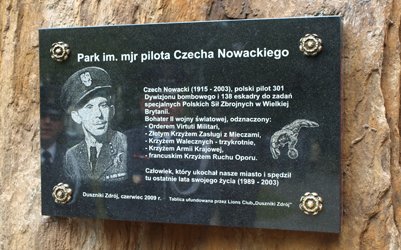 Park im. mjr pilota Czecha Nowackiego
Czech Nowacki (1915 - 2003), polski pilot 301
Dywizjonu bombowego i 138 eskadry do zadań
specjalnych Polskich Sił Zbrojnych w Wielkiej
Brytanii.
Bohater II wojny światowej, odznaczony:
- Orderem Virtuti Militari,
- Złotym Krzyżem Zasługi z Mieczami,
- Krzyżem Walecznych - trzykrotnie,
- Krzyżem Armii Krajowej,
- francuskim Krzyżem Ruchu Oporu.
Człowiek, który ukochał nasze miasto i spędził
tu ostatnie lata swojego życia (1989 - 2003)
Duszniki Zdrój, czerwiec 2009 r. - Tablica ufundowana przez Lions Club „Duszniki Zdrój"